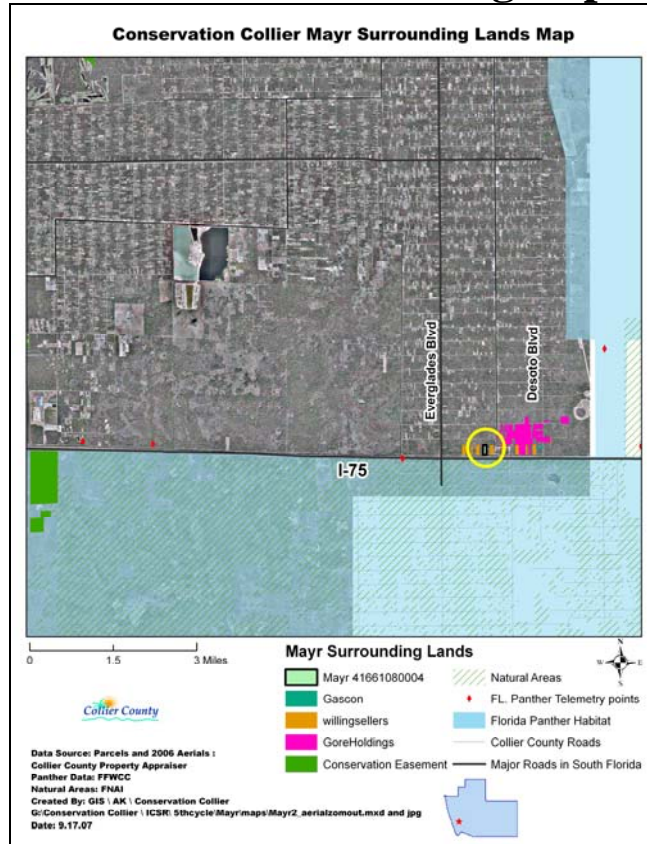 Conservation Collier Mayr Surrounding Lands Map
Everglades Blvd
Desoto Blvd
I-75
0 1.5 3 Miles
Mayr Surrounding Lands
Mayr 41661080004
Gascon
willingsellers
GoreHoldings
Conservation Easement
Natural Areas
FL. Panther Telemetry points
Florida Panther Habitat
Collier County Roads
Major Roads in South Florida
N
W
E
S
Collier County
Data Source: Parcels and 2006 Aerials :
Collier County Property Appraiser
Panther Data: FFWCC
Natural Areas: FNAI
Created By: GIS \ AK \ Conservation Collier
G:\Conservation Collier \ ICSR\ 5thcycle\Mayr\maps\Mayr2_aerialzomout.mxd and jpg
Date: 9.17.07